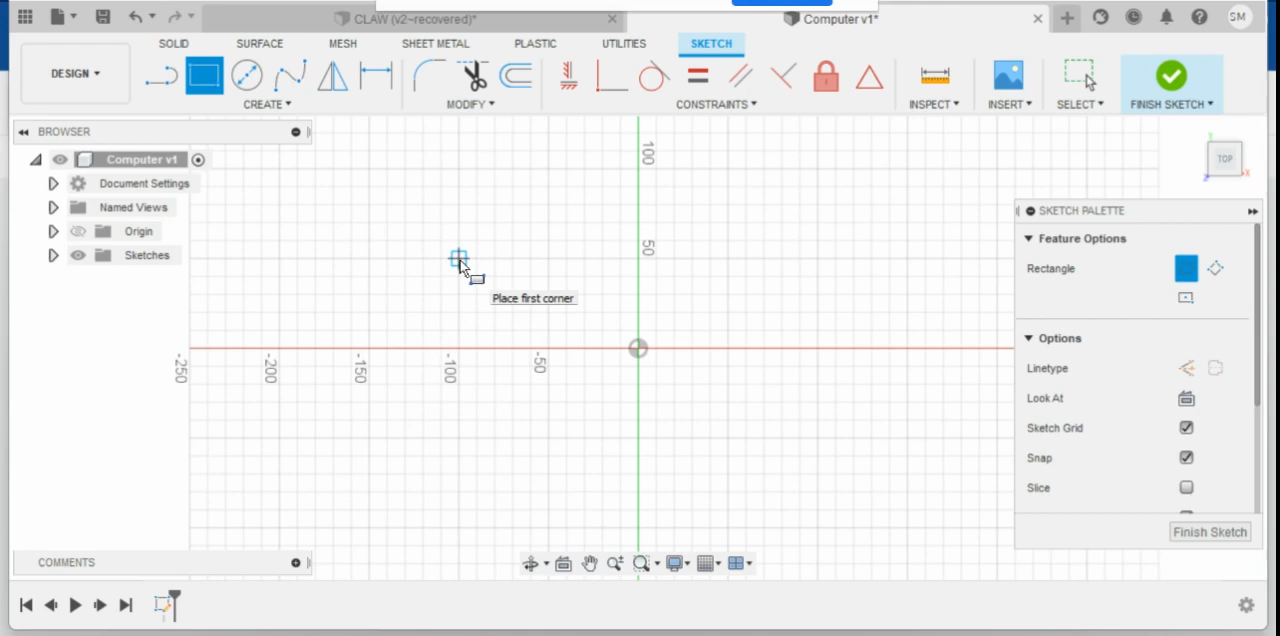 CLAW (v2~recovered)*
Computer v1*
SM
SOLID
SURFACE
MESH
SHEET METAL
PLASTIC
UTILITIES
SKETCH
DESIGN
CREATE
MODIFY
CONSTRAINTS
INSPECT
INSERT
SELECT
FINISH SKETCH
BROWSER
Computer v1
Document Settings
Named Views
Origin
Sketches
100
50
-250
-200
-150
-100
-50
Place first corner
TOP
X
Y
Z
SKETCH PALETTE
Feature Options
Rectangle
Options
Linetype
Look At
Sketch Grid
Snap
Slice
Finish Sketch
COMMENTS